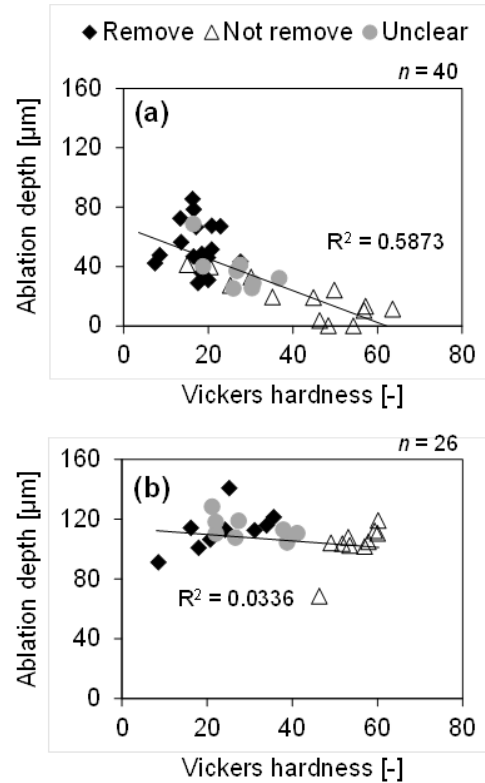 Remove Not remove Unclear
n = 40
(a)
160
120
80
40
0
R² = 0.5873
0 20 40 60 80
Vickers hardness [-]
Ablation depth [µm]
n = 26
(b)
160
120
80
40
0
R² = 0.0336
0 20 40 60 80
Vickers hardness [-]
Ablation depth [µm]